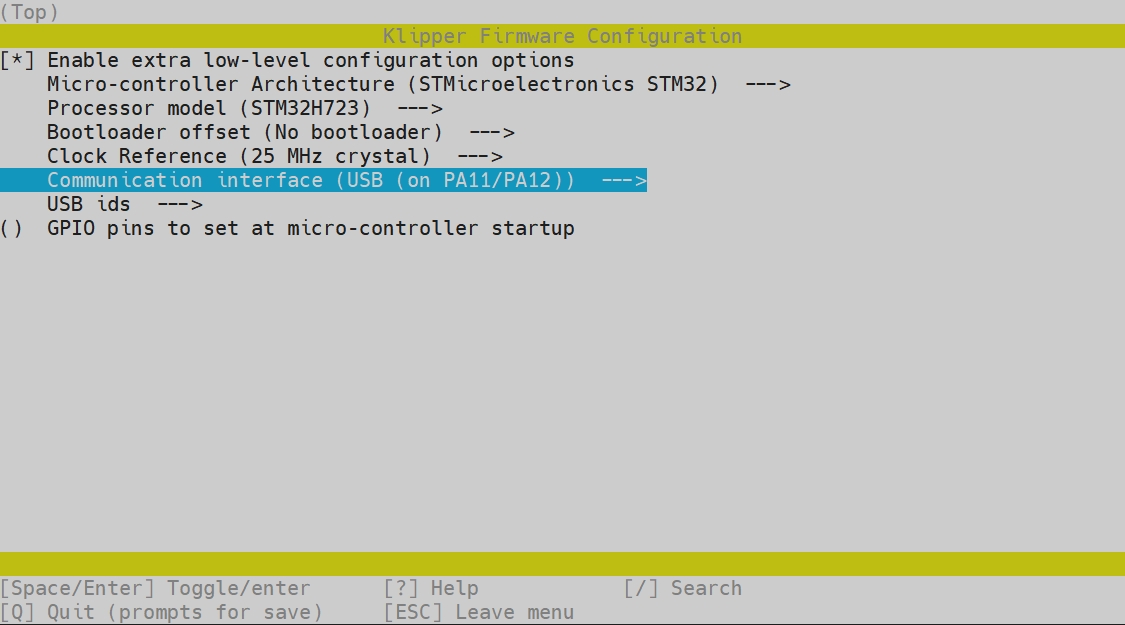 (Top)
Klipper Firmware Configuration
[*] Enable extra low-level configuration options
Micro-controller Architecture (STMicroelectronics STM32)  --->
Processor model (STM32H723)  --->
Bootloader offset (No bootloader)  --->
Clock Reference (25 MHz crystal)  --->
Communication interface (USB (on PA11/PA12))  --->
USB ids  --->
()  GPIO pins to set at micro-controller startup
[Space/Enter] Toggle/enter      [?] Help            [/] Search
[Q] Quit (prompts for save)     [ESC] Leave menu